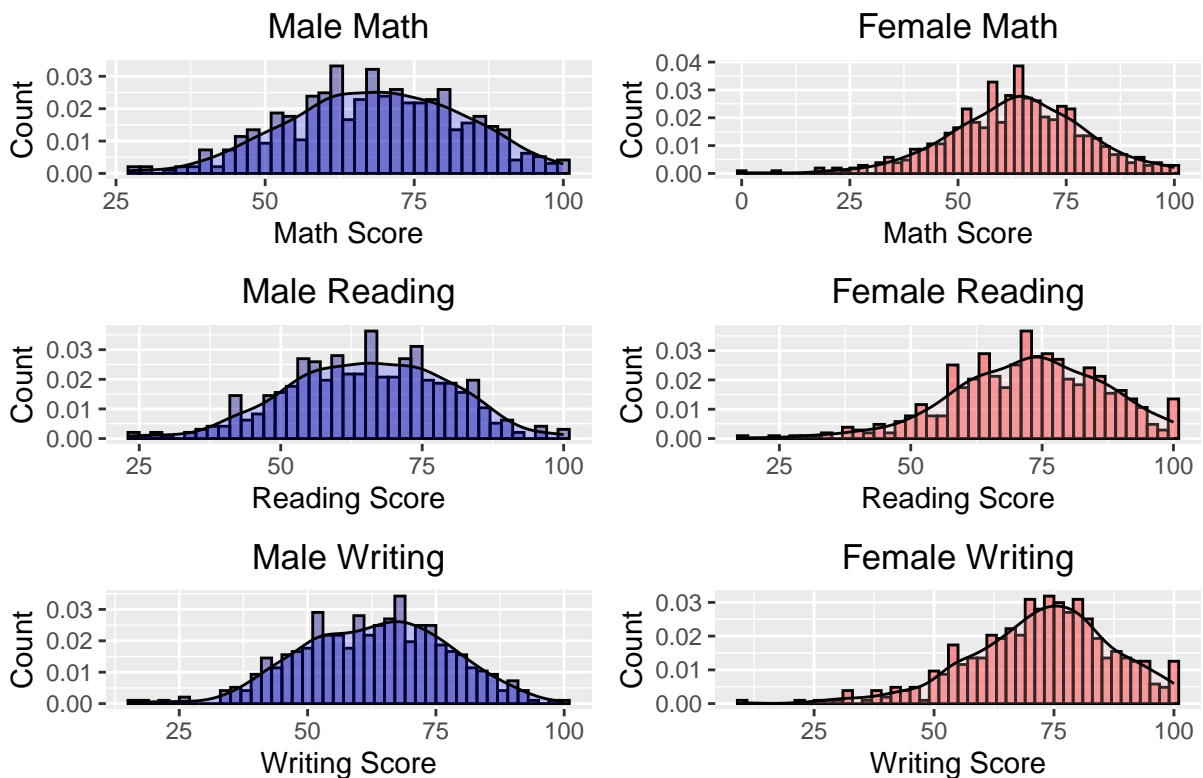 Male Math
Count
0.03
0.02
0.01
0.00
25 50 75 100
Math Score
Female Math
Count
0.04
0.03
0.02
0.01
0.00
0 25 50 75 100
Math Score
Male Reading
Count
0.03
0.02
0.01
0.00
25 50 75 100
Reading Score
Female Reading
Count
0.03
0.02
0.01
0.00
25 50 75 100
Reading Score
Male Writing
Count
0.03
0.02
0.01
0.00
25 50 75 100
Writing Score
Female Writing
Count
0.03
0.02
0.01
0.00
25 50 75 100
Writing Score